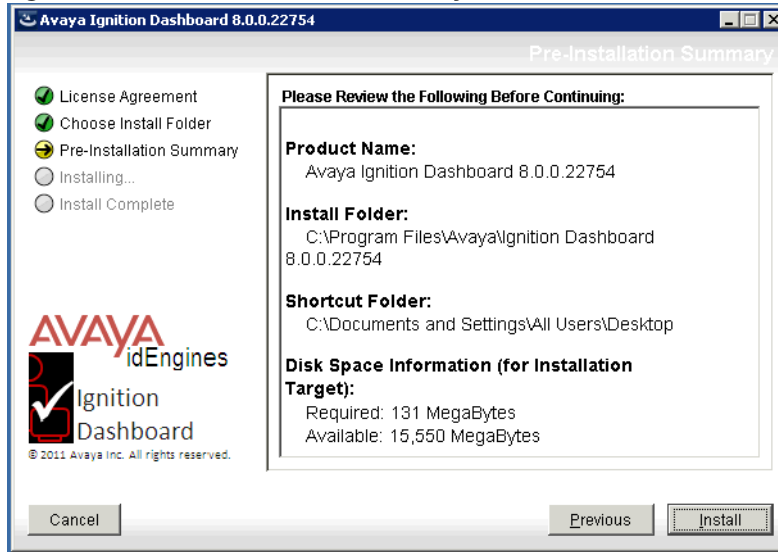 Avaya Ignition Dashboard 8.0.0.22754
Pre-Installation Summary
License Agreement
Choose Install Folder
Pre-Installation Summary
Installing...
Install Complete
AVAYA
idEngines
Ignition
Dashboard
© 2011 Avaya Inc. All rights reserved.
Please Review the Following Before Continuing:
Product Name:
Avaya Ignition Dashboard 8.0.0.22754
Install Folder:
C:\Program Files\Avaya\Ignition Dashboard
8.0.0.22754
Shortcut Folder:
C:\Documents and Settings\All Users\Desktop
Disk Space Information (for Installation
Target):
Required: 131 MegaBytes
Available: 15,550 MegaBytes
Cancel
Previous
Install